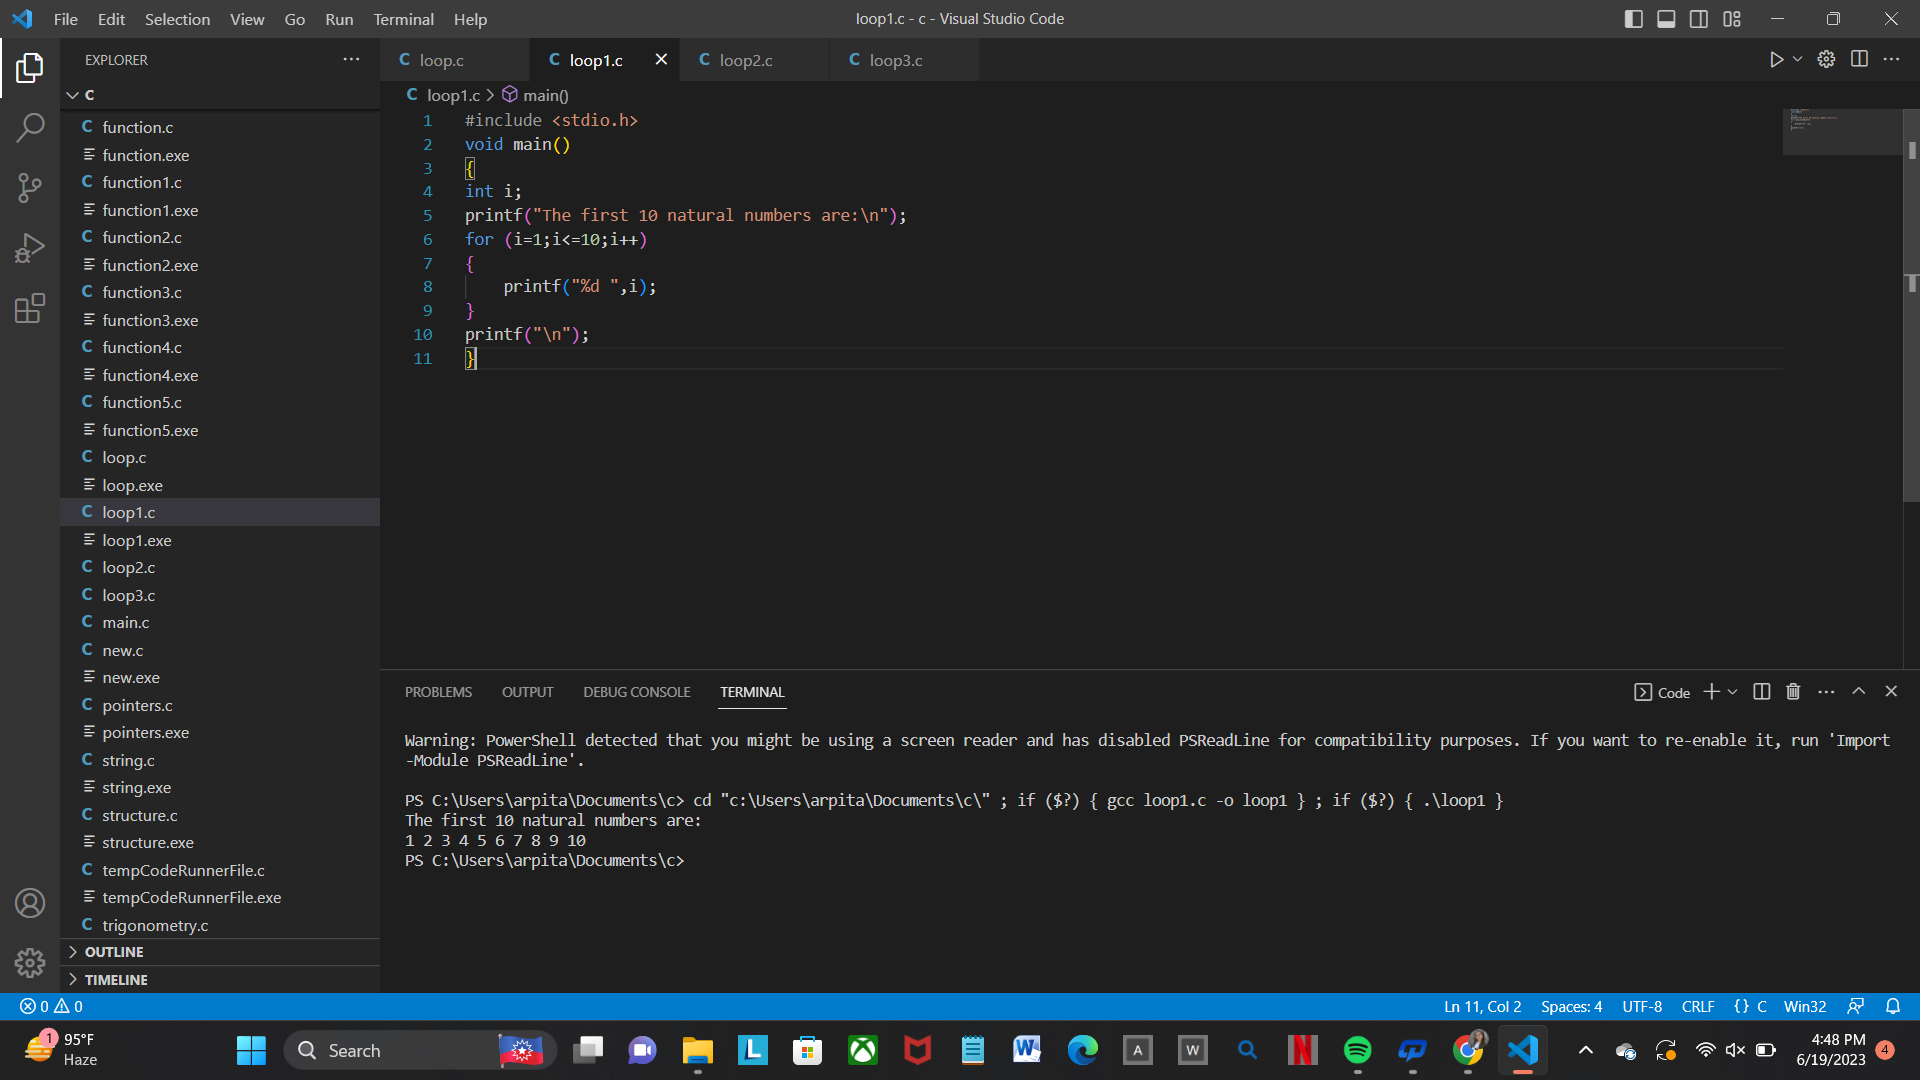 File Edit Selection View Go Run Terminal Help
loop1.c - c - Visual Studio Code
EXPLORER
C
function.c
function.exe
function1.c
function1.exe
function2.c
function2.exe
function3.c
function3.exe
function4.c
function4.exe
function5.c
function5.exe
loop.c
loop.exe
loop1.c
loop1.exe
loop2.c
loop3.c
main.c
new.c
new.exe
pointers.c
pointers.exe
string.c
string.exe
structure.c
structure.exe
tempCodeRunnerFile.c
tempCodeRunnerFile.exe
trigonometry.c
OUTLINE
TIMELINE
C loop.c C loop1.c C loop2.c C loop3.c
C loop1.c > main()
1 #include <stdio.h>
2 void main()
3 {
4 int i;
5 printf("The first 10 natural numbers are:\n");
6 for (i=1;i<=10;i++)
7 {
8 printf("%d ",i);
9 }
10 printf("\n");
11 }
PROBLEMS OUTPUT DEBUG CONSOLE TERMINAL
Code
Warning: PowerShell detected that you might be using a screen reader and has disabled PSReadLine for compatibility purposes. If you want to re-enable it, run 'Import
-Module PSReadLine'.
PS C:\Users\arpita\Documents\c> cd "c:\Users\arpita\Documents\c\" ; if ($?) { gcc loop1.c -o loop1 } ; if ($?) { .\loop1 }
The first 10 natural numbers are:
1 2 3 4 5 6 7 8 9 10
PS C:\Users\arpita\Documents\c>
0 0
Ln 11, Col 2 Spaces: 4 UTF-8 CRLF {} C Win32
1
95°F
Haze
Search
L
W
A
W
N
4:48 PM
6/19/2023
4